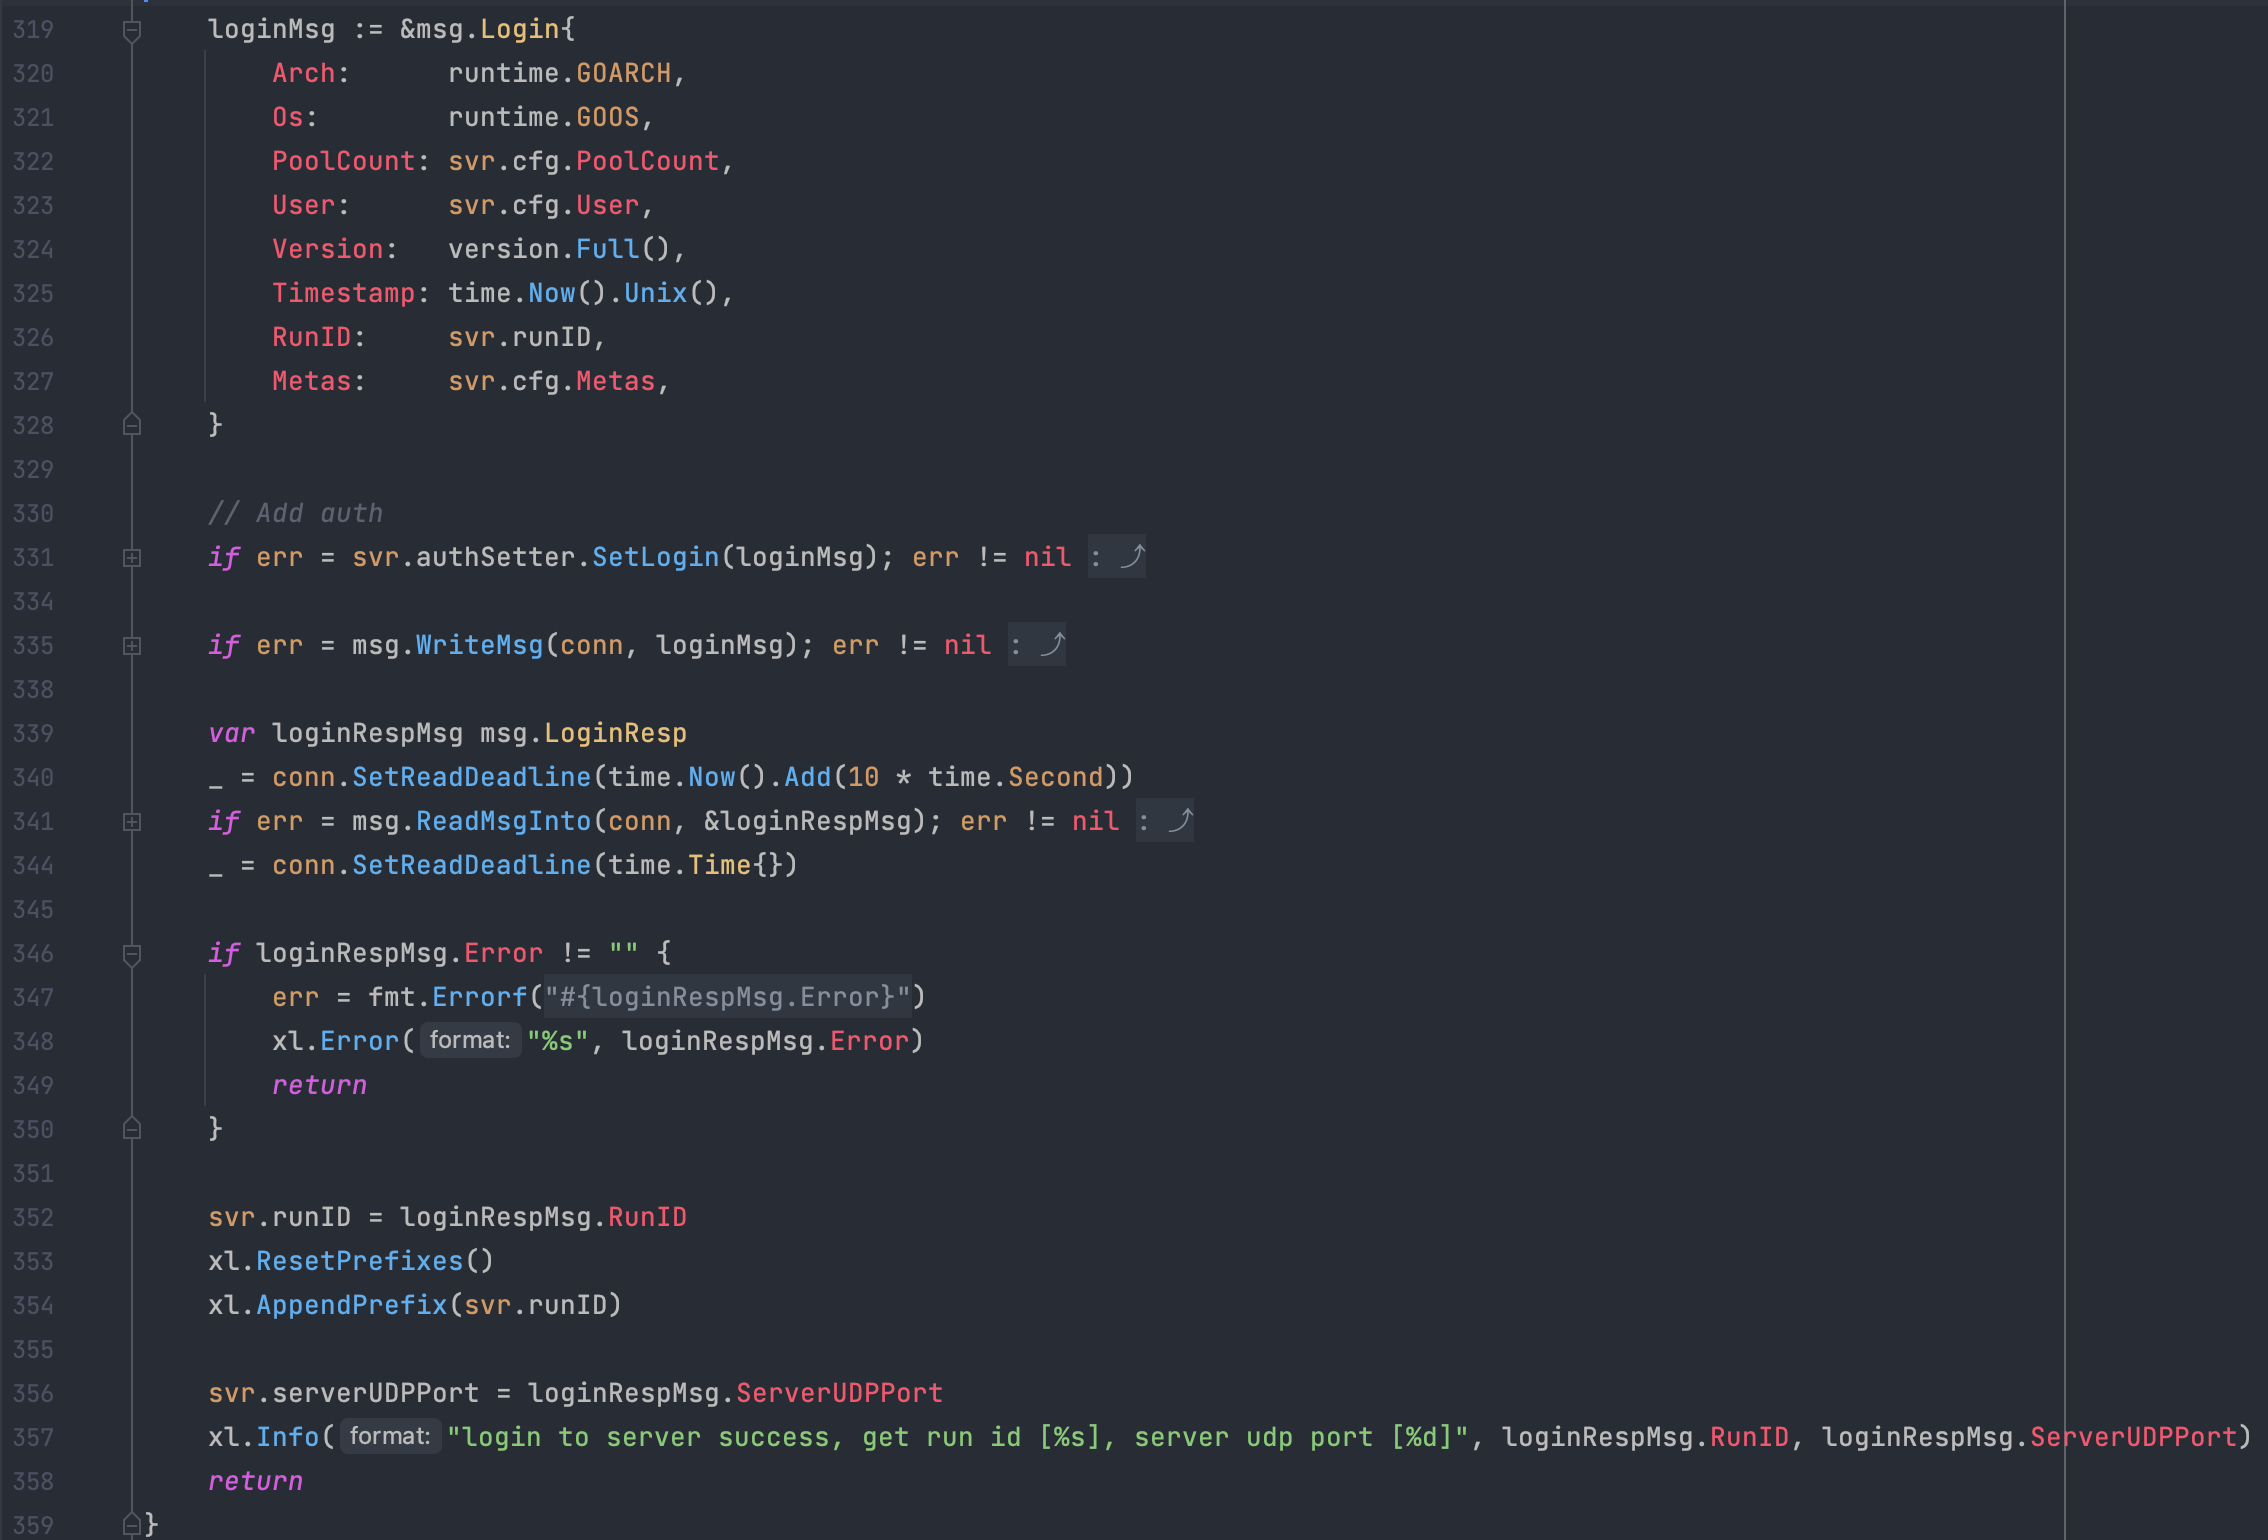 319 loginMsg := &msg.Login{
320 Arch: runtime.GOARCH,
321 Os: runtime.GOOS,
322 PoolCount: svr.cfg.PoolCount,
323 User: svr.cfg.User,
324 Version: version.Full(),
325 Timestamp: time.Now().Unix(),
326 RunID: svr.runID,
327 Metas: svr.cfg.Metas,
328 }
329
330 // Add auth
331 if err = svr.authSetter.SetLogin(loginMsg); err != nil : ⤴
334
335 if err = msg.WriteMsg(conn, loginMsg); err != nil : ⤴
338
339 var loginRespMsg msg.LoginResp
340 _ = conn.SetReadDeadline(time.Now().Add(10 * time.Second))
341 if err = msg.ReadMsgInto(conn, &loginRespMsg); err != nil : ⤴
344 _ = conn.SetReadDeadline(time.Time{})
345
346 if loginRespMsg.Error != "" {
347 err = fmt.Errorf("#{loginRespMsg.Error}")
348 xl.Error( format: "%s", loginRespMsg.Error)
349 return
350 }
351
352 svr.runID = loginRespMsg.RunID
353 xl.ResetPrefixes()
354 xl.AppendPrefix(svr.runID)
355
356 svr.serverUDPPort = loginRespMsg.ServerUDPPort
357 xl.Info( format: "login to server success, get run id [%s], server udp port [%d]", loginRespMsg.RunID, loginRespMsg.ServerUDPPort)
358 return
359 }